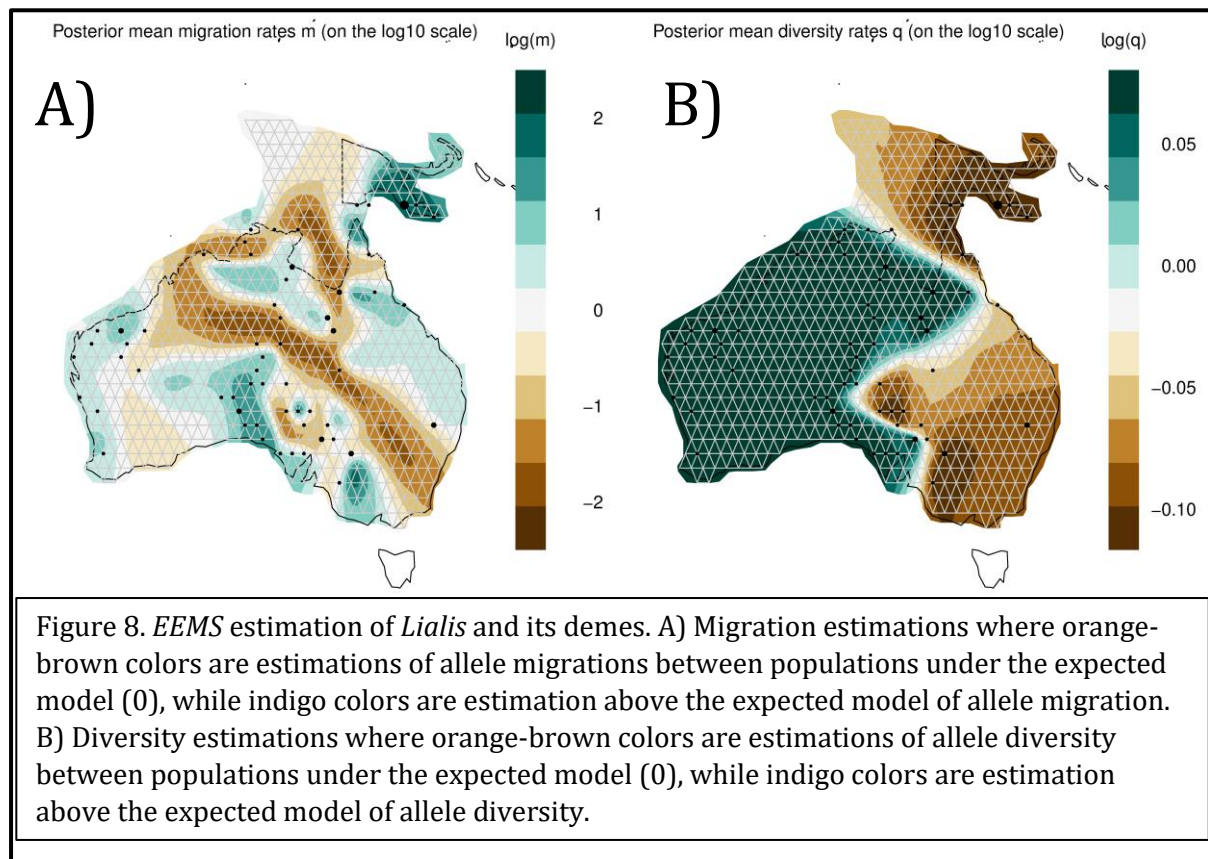 Posterior mean migration rates m (on the log10 scale)
log(m)
A)
2
1
0
−1
−2
Posterior mean diversity rates q (on the log10 scale)
log(q)
B)
0.05
0.00
−0.05
−0.10
Figure 8. EEMS estimation of Lialis and its demes. A) Migration estimations where orange-
brown colors are estimations of allele migrations between populations under the expected
model (0), while indigo colors are estimation above the expected model of allele migration.
B) Diversity estimations where orange-brown colors are estimations of allele diversity
between populations under the expected model (0), while indigo colors are estimation
above the expected model of allele diversity.